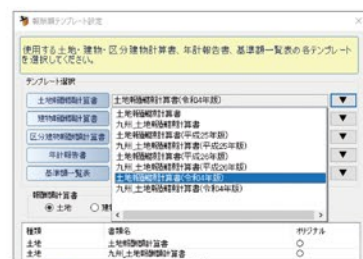 報酬額テンプレート設定
使用する土地・建物・区分建物計算書、年計報告書、基準額一覧表の各テンプレートを選択してください。
テンプレート選択
土地報酬額計算書 土地報酬額計算書(令和4年版)
建物報酬額計算書
区分建物報酬額計算書
年計報告書
基準額一覧表
土地報酬額計算書
九州_土地報酬額計算書
土地報酬額計算書(平成25年版)
九州_土地報酬額計算書(平成25年版)
土地報酬額計算書(平成26年版)
九州_土地報酬額計算書(平成26年版)
土地報酬額計算書(令和4年版)
九州_土地報酬額計算書(令和4年版)
報酬額計算書
土地
種類 書類名 オリジナル
土地 土地報酬額計算書 ○
土地 九州_土地報酬額計算書 ○